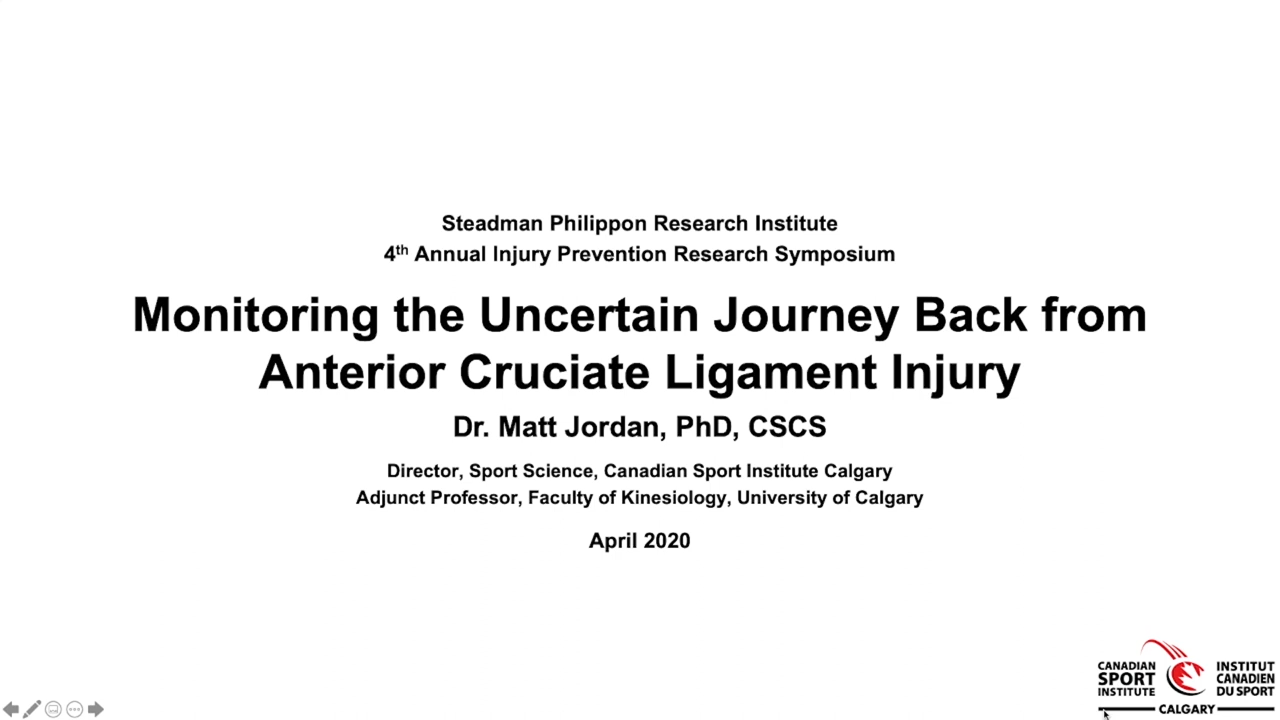 Steadman Philippon Research Institute
4th Annual Injury Prevention Research Symposium
Monitoring the Uncertain Journey Back from
Anterior Cruciate Ligament Injury
Dr. Matt Jordan, PhD, CSCS
Director, Sport Science, Canadian Sport Institute Calgary
Adjunct Professor, Faculty of Kinesiology, University of Calgary
April 2020
CANADIAN
SPORT
INSTITUTE
INSTITUT
CANADIEN
DU SPORT
CALGARY